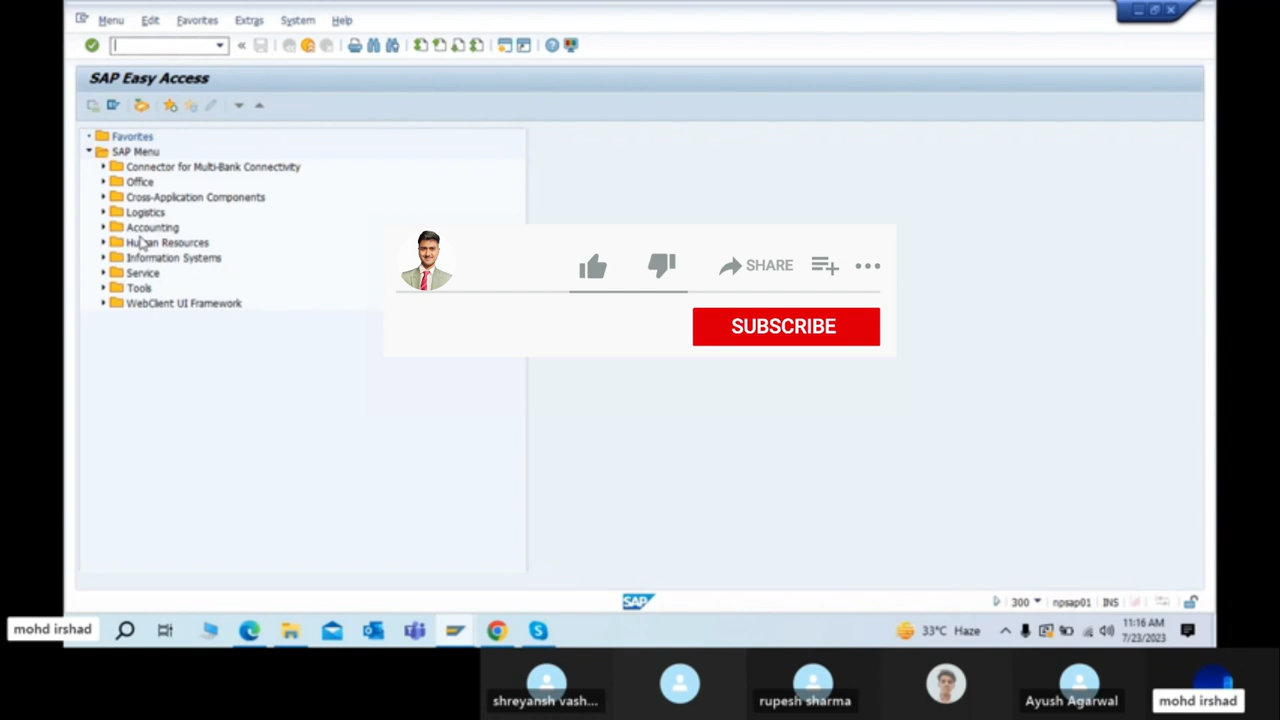 Menu Edit Favorites Extras System Help
SAP Easy Access
Favorites
SAP Menu
Connector for Multi-Bank Connectivity
Office
Cross-Application Components
Logistics
Accounting
Human Resources
Information Systems
Service
Tools
WebClient UI Framework
SHARE
SUBSCRIBE
SAP
300 npsap01 INS
mohd irshad
33°C Haze
11:16 AM
7/23/2023
shreyansh vash...
rupesh sharma
Ayush Agarwal
mohd irshad